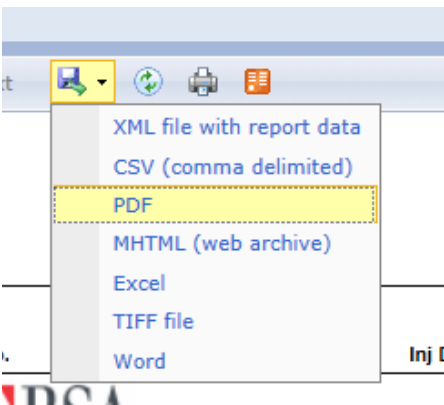 XML file with report data
CSV (comma delimited)
PDF
MHTML (web archive)
Excel
TIFF file
Word
Inj